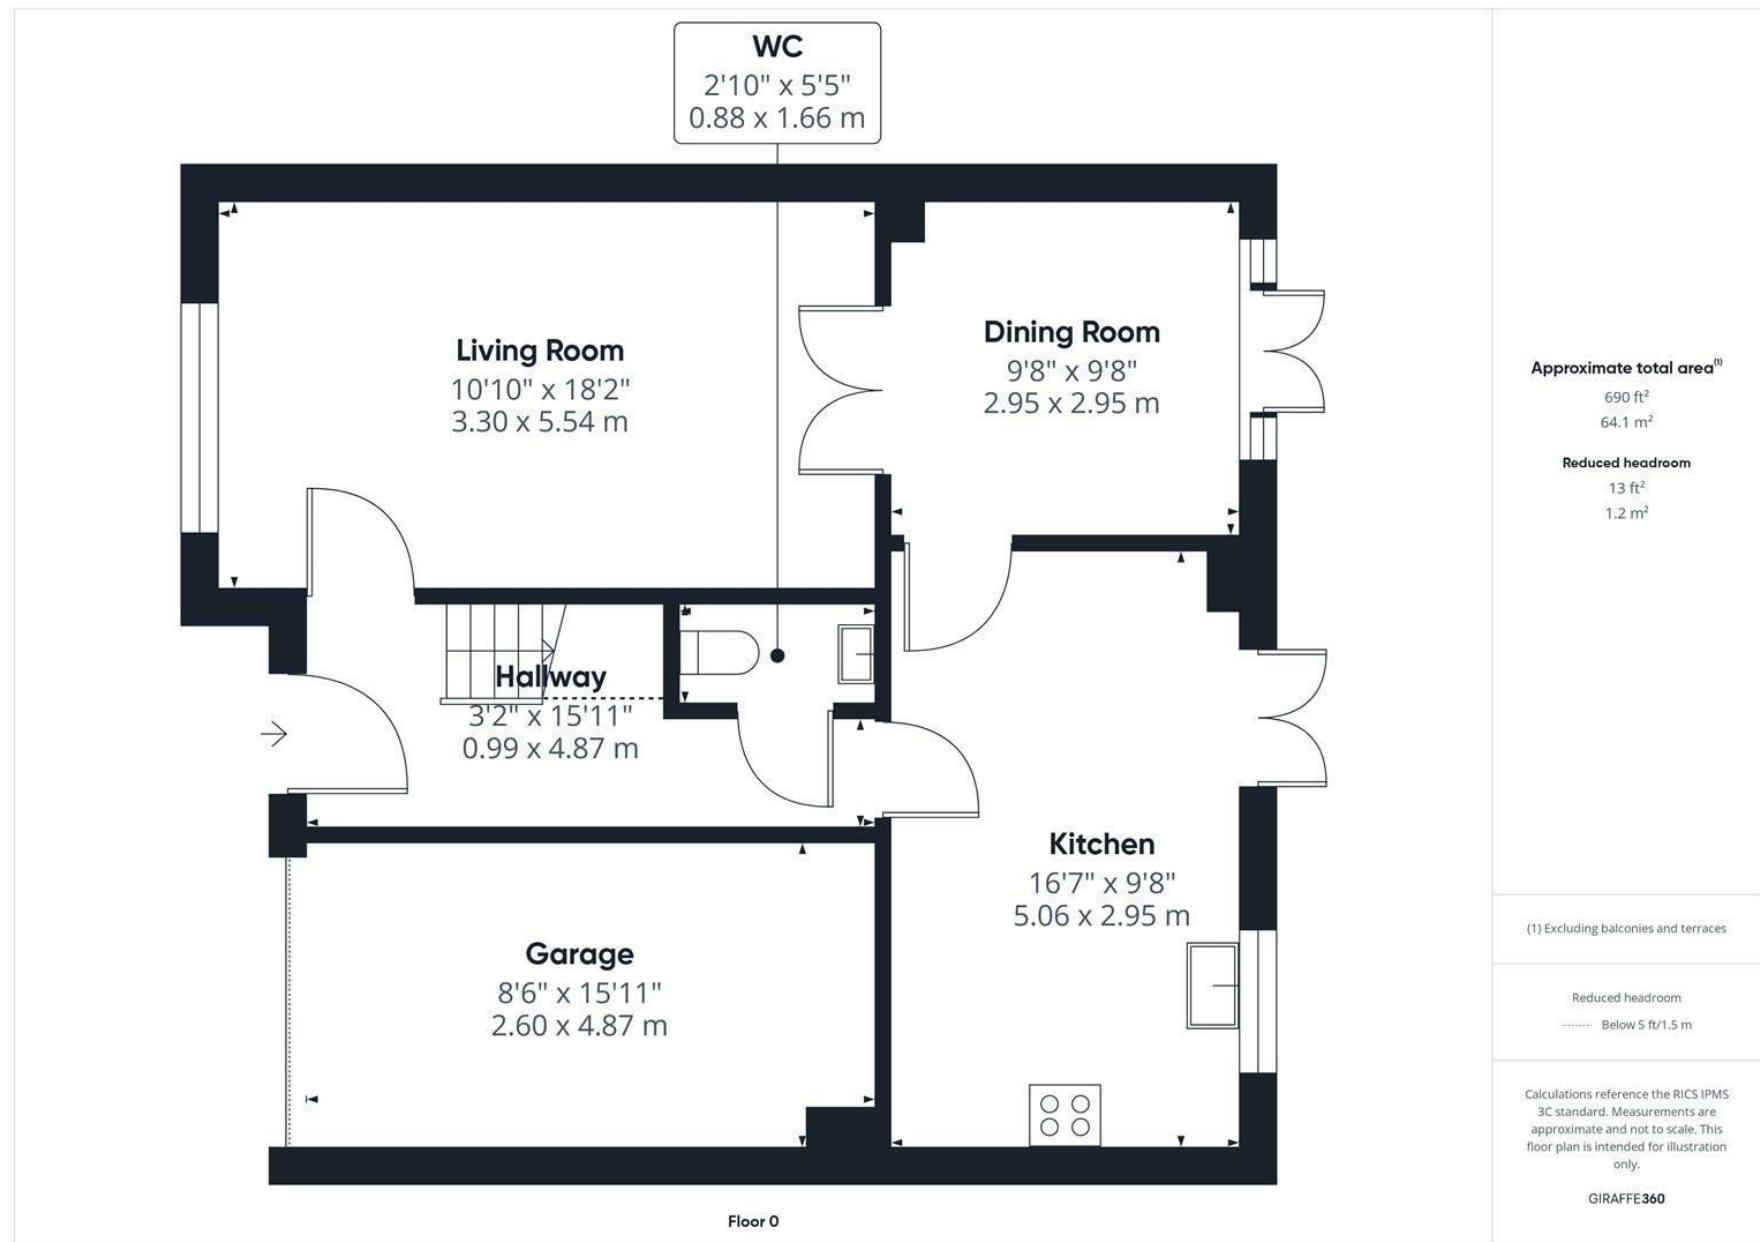 WC
2'10" x 5'5"
0.88 x 1.66 m
Living Room
10'10" x 18'2"
3.30 x 5.54 m
Dining Room
9'8" x 9'8"
2.95 x 2.95 m
Hallway
3'2" x 15'11"
0.99 x 4.87 m
Kitchen
16'7" x 9'8"
5.06 x 2.95 m
Garage
8'6" x 15'11"
2.60 x 4.87 m
Floor 0
Approximate total area⁽¹⁾
690 ft²
64.1 m²
Reduced headroom
13 ft²
1.2 m²
(1) Excluding balconies and terraces
Reduced headroom
Below 5 ft/1.5 m
Calculations reference the RICS IPMS
3C standard. Measurements are
approximate and not to scale. This
floor plan is intended for illustration
only.
GIRAFFE360